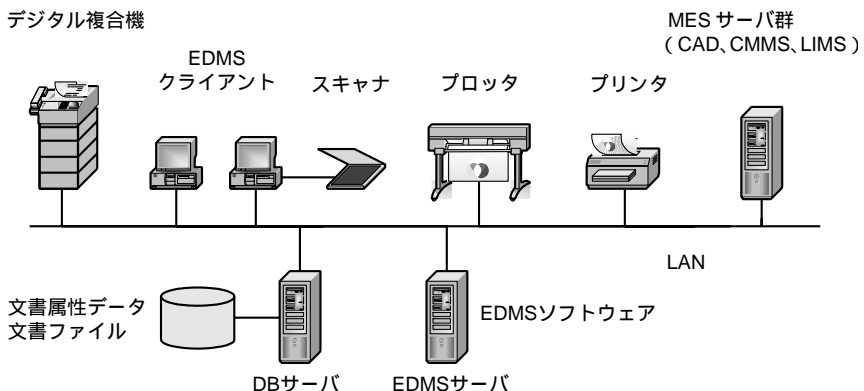 デジタル複合機
MES サーバ群
（CAD、CMMS、LIMS）
EDMS
クライアント
スキャナ
プロッタ
プリンタ
LAN
文書属性データ
文書ファイル
EDMSソフトウェア
DBサーバ
EDMSサーバ